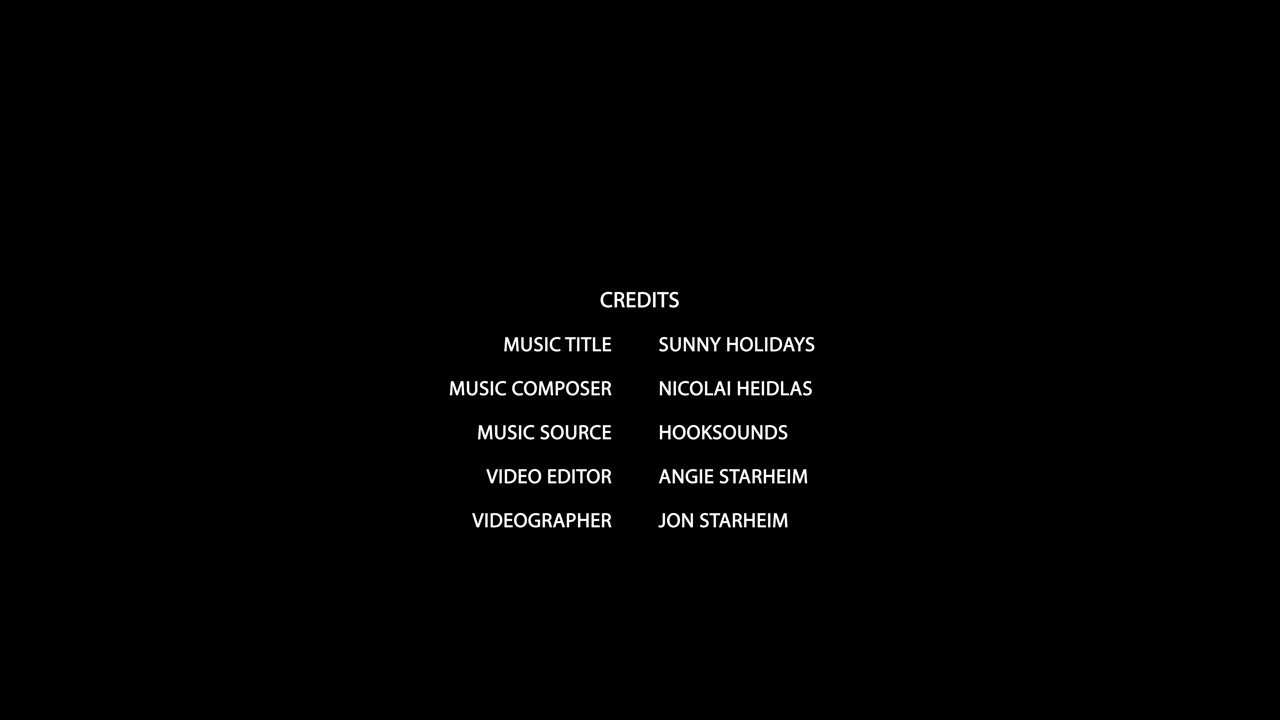 CREDITS
MUSIC TITLE SUNNY HOLIDAYS
MUSIC COMPOSER NICOLAI HEIDLAS
MUSIC SOURCE HOOKSOUNDS
VIDEO EDITOR ANGIE STARHEIM
VIDEOGRAPHER JON STARHEIM